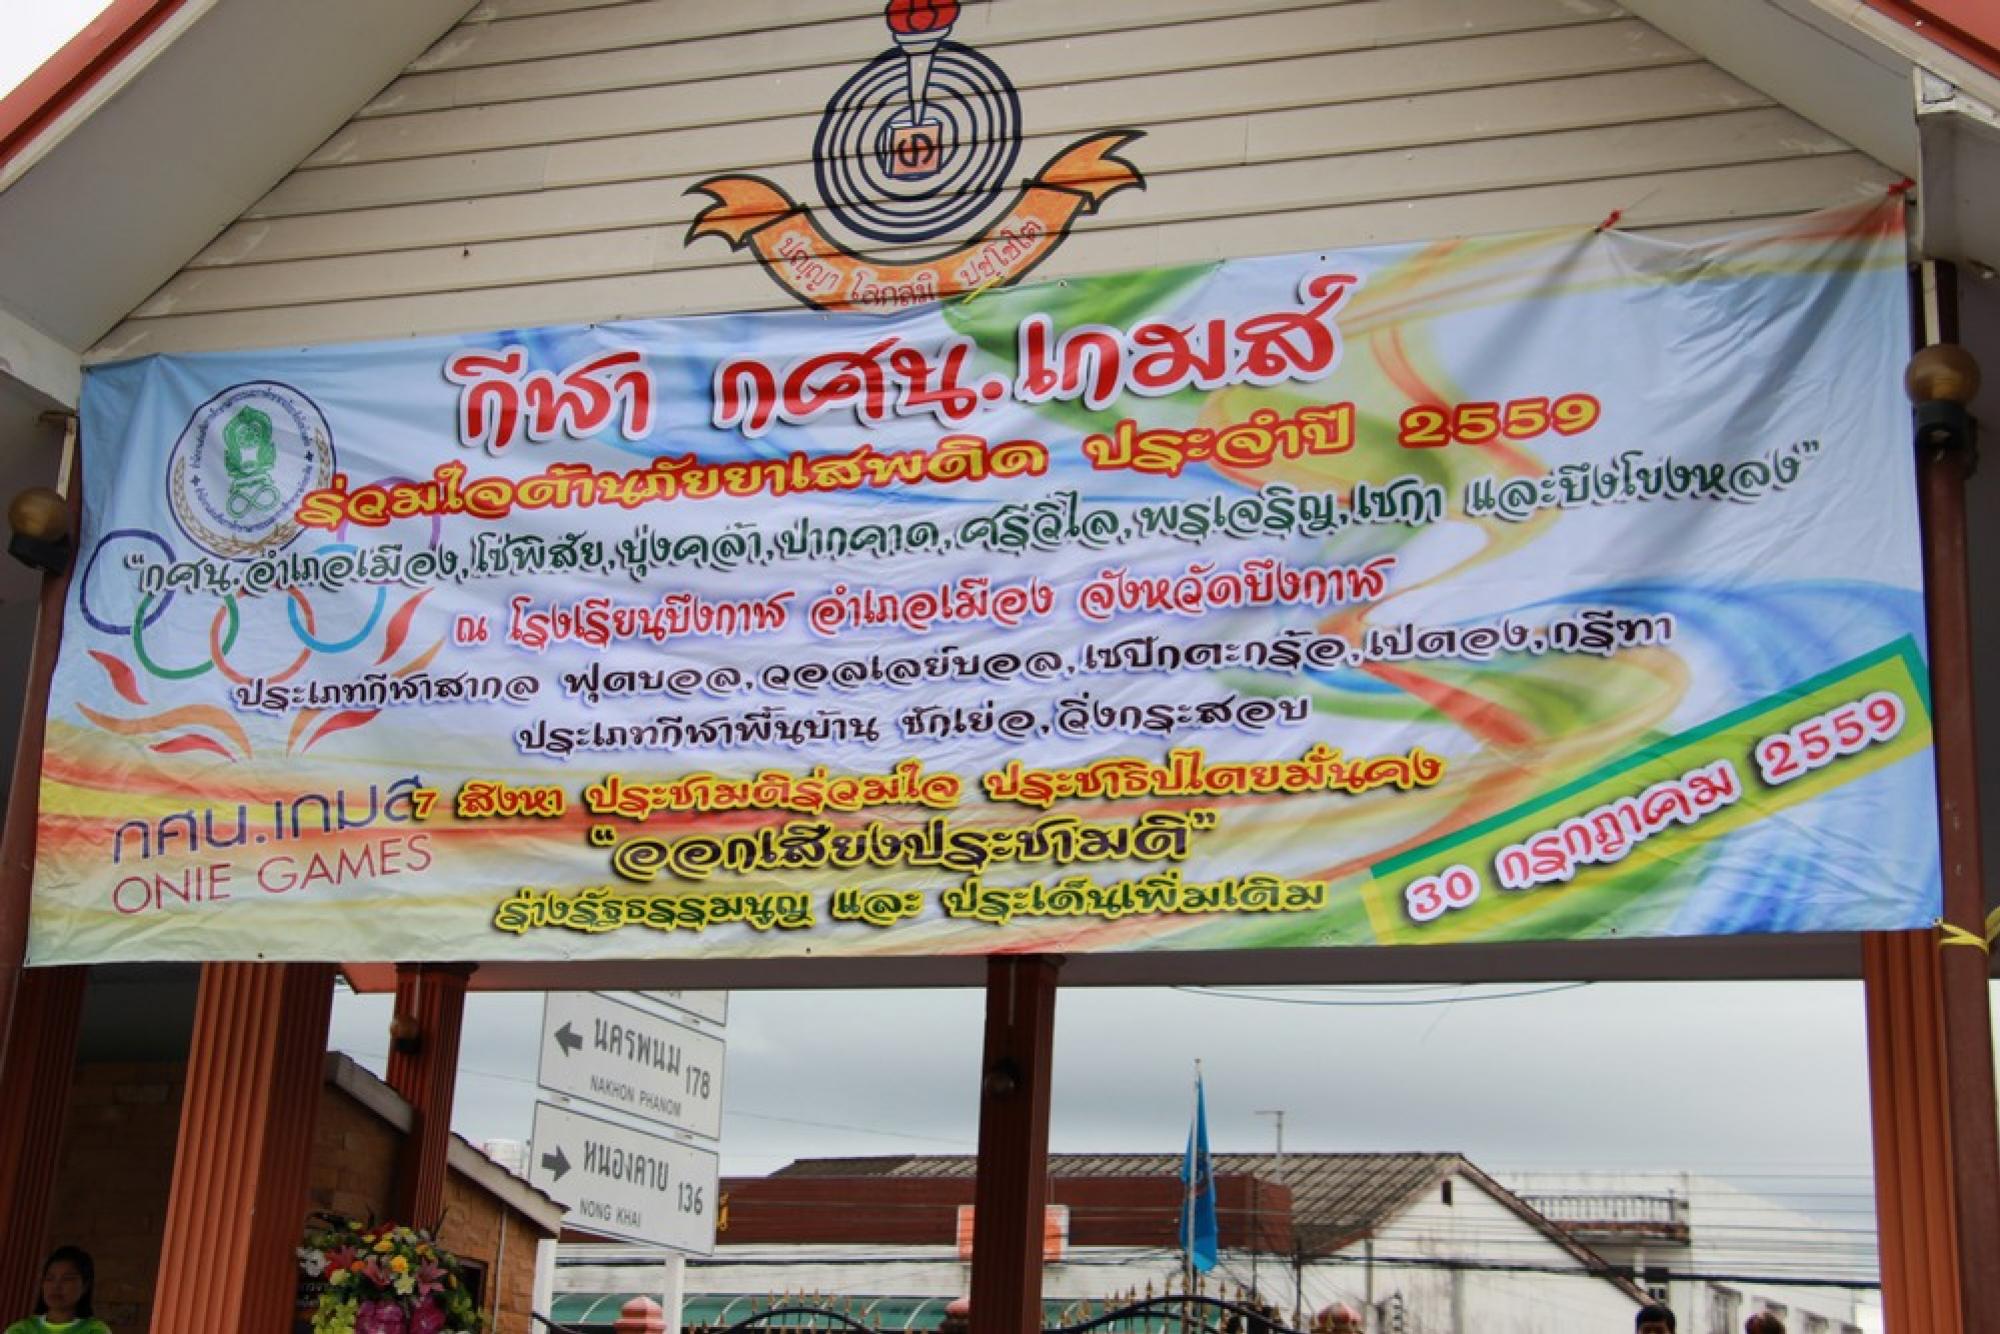 ปญฺญา โลกสฺมิ ปชฺโชโต
กีฬา กศน.เกมส์
ร่วมใจต้านภัยยาเสพติด ประจำปี 2559
"กศน.อำเภอเมือง,โซ่พิสัย,บุ่งคล้า,ปากคาด,ศรีวิไล,พรเจริญ,เซกา และบึงโขงหลง"
ณ โรงเรียนบึงกาฬ อำเภอเมือง จังหวัดบึงกาฬ
ประเภทกีฬาสากล ฟุตบอล,วอลเลย์บอล,เซปักตะกร้อ,เปตอง,กรีฑา
ประเภทกีฬาพื้นบ้าน ชักเย่อ,วิ่งกระสอบ
7 สิงหา ประชามติร่วมใจ ประชาธิปไตยมั่นคง
"ออกเสียงประชามติ"
ร่างรัฐธรรมนูญ และ ประเด็นเพิ่มเติม
30 กรกฎาคม 2559
กศน.เกมส์
ONIE GAMES
นครพนม 178
NAKHON PHANOM
หนองคาย 136
NONG KHAI